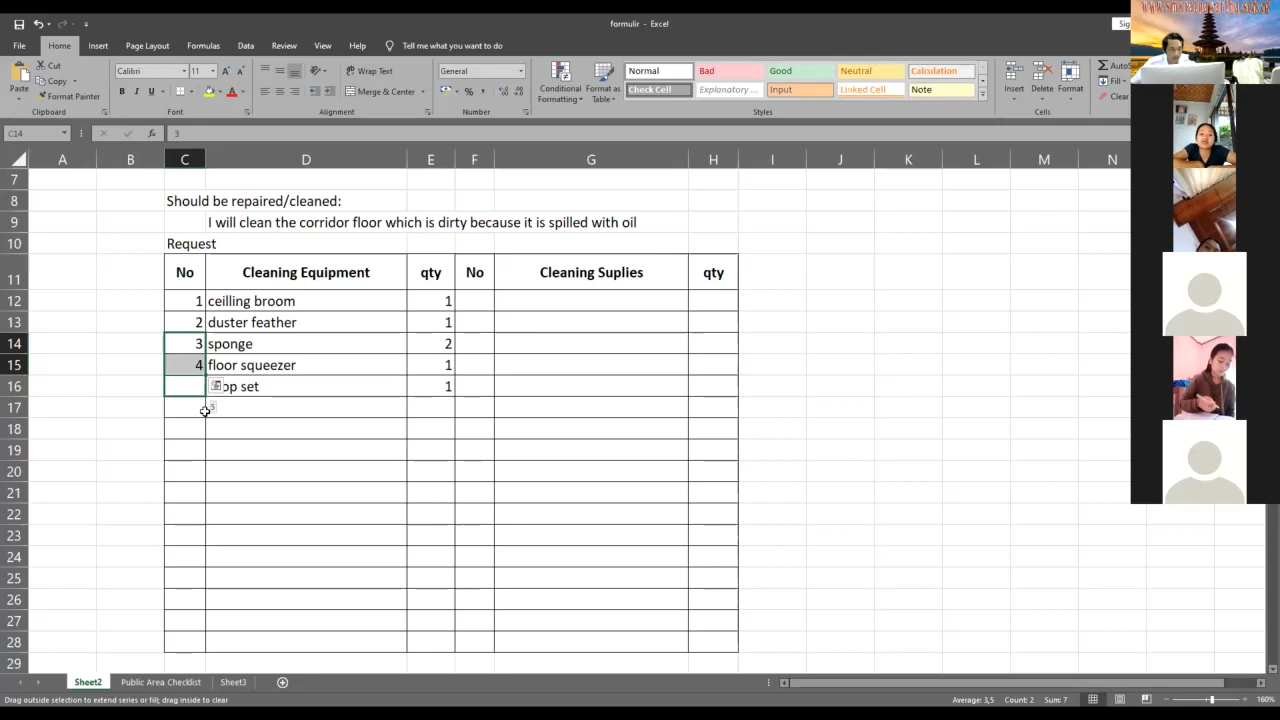 formulir - Excel
File Home Insert Page Layout Formulas Data Review View Help Tell me what you want to do
Cut
Copy
Paste
Format Painter
Calibri 11
Wrap Text
Merge & Center
General
Conditional Formatting
Format as Table
Normal Bad Good Neutral Calculation
Check Cell Explanatory ... Input Linked Cell Note
Insert Delete Format
Fill
Clear
Clipboard Font Alignment Number Styles Cells
C14 fx 3
A B C D E F G H I J K L M N
7
8 Should be repaired/cleaned:
9 I will clean the corridor floor which is dirty because it is spilled with oil
10 Request
11 No Cleaning Equipment qty No Cleaning Suplies qty
12 1 ceilling broom 1
13 2 duster feather 1
14 3 sponge 2
15 4 floor squeezer 1
16 op set 1
17 5
18
19
20
21
22
23
24
25
26
27
28
29
Sheet2 Public Area Checklist Sheet3
Drag outside selection to extend series or fill; drag inside to clear Average: 3,5 Count: 2 Sum: 7 160%